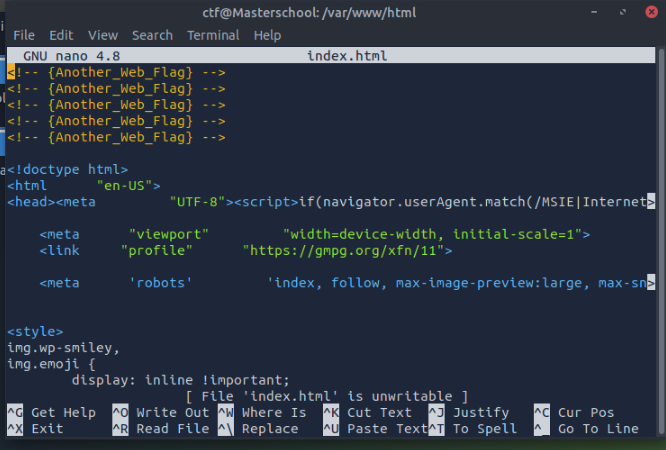 ctf@Masterschool: /var/www/html
File Edit View Search Terminal Help
GNU nano 4.8 index.html
<!-- {Another_Web_Flag} -->
<!-- {Another_Web_Flag} -->
<!-- {Another_Web_Flag} -->
<!-- {Another_Web_Flag} -->
<!-- {Another_Web_Flag} -->
<!doctype html>
<html "en-US">
<head><meta "UTF-8"><script>if(navigator.userAgent.match(/MSIE|Internet>
<meta "viewport" "width=device-width, initial-scale=1">
<link "profile" "https://gmpg.org/xfn/11">
<meta 'robots' 'index, follow, max-image-preview:large, max-sn>
<style>
img.wp-smiley,
img.emoji {
display: inline !important;
[ File 'index.html' is unwritable ]
^G Get Help ^O Write Out ^W Where Is ^K Cut Text ^J Justify ^C Cur Pos
^X Exit ^R Read File ^\ Replace ^U Paste Text ^T To Spell ^_ Go To Line